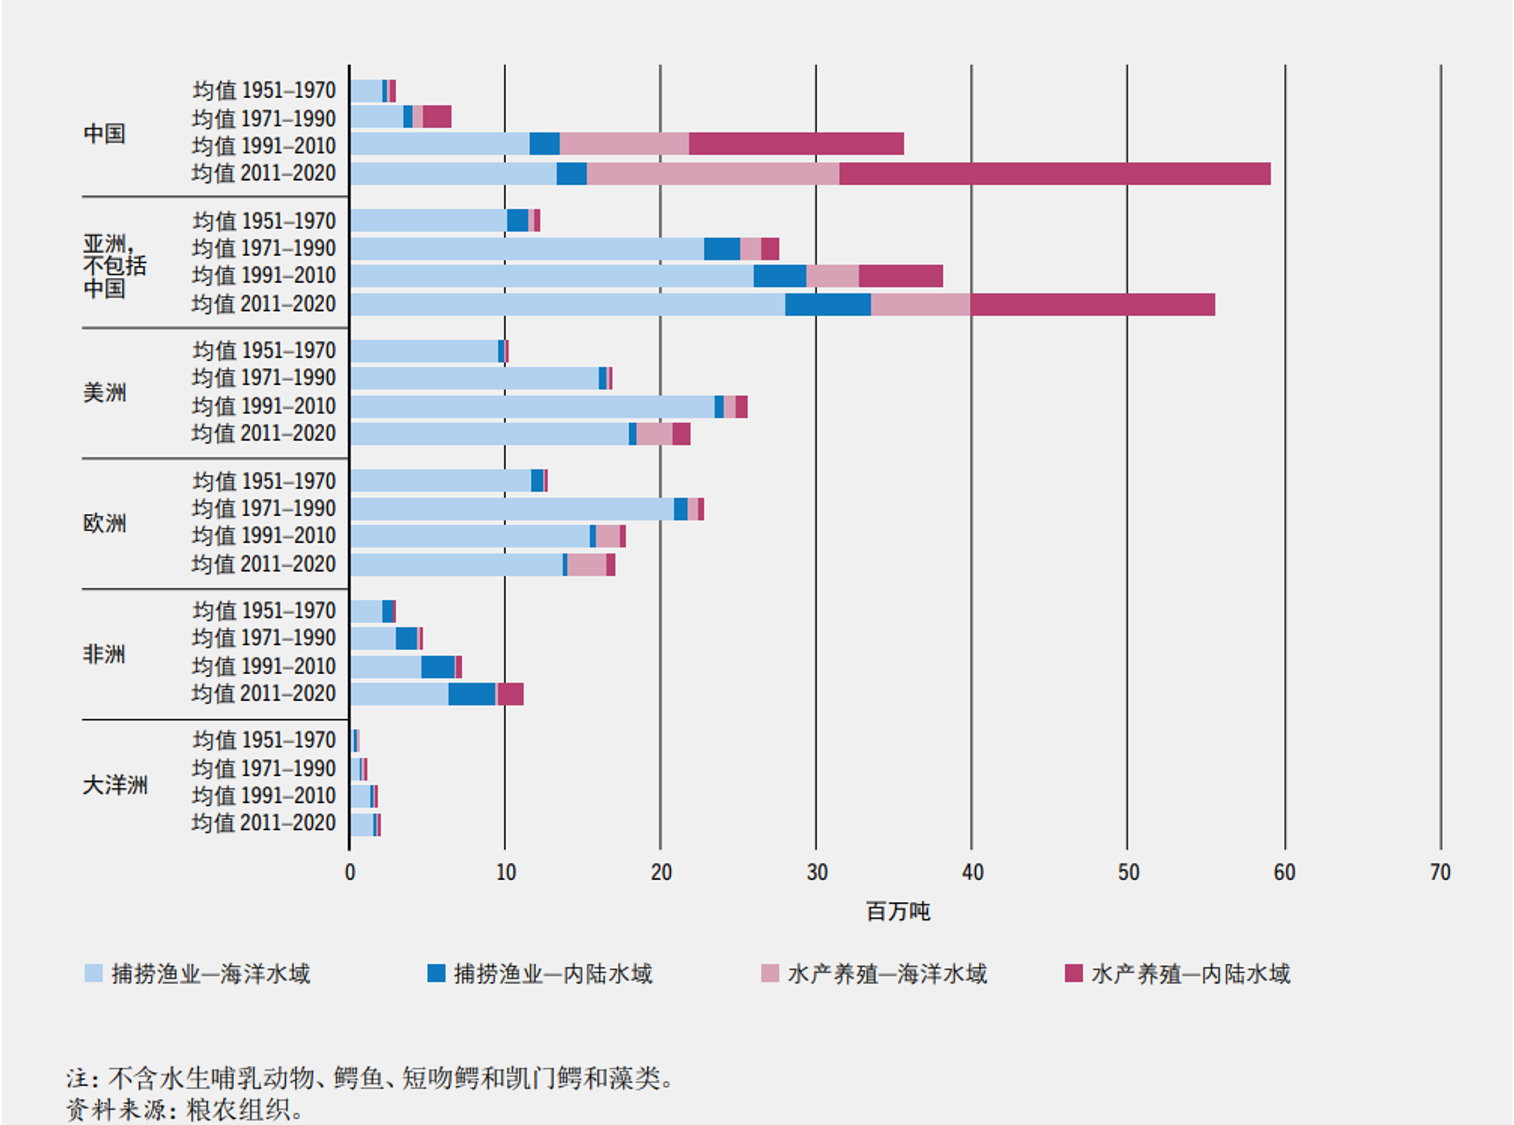 中国
均值 1951–1970
均值 1971–1990
均值 1991–2010
均值 2011–2020
亚洲，
不包括
中国
均值 1951–1970
均值 1971–1990
均值 1991–2010
均值 2011–2020
美洲
均值 1951–1970
均值 1971–1990
均值 1991–2010
均值 2011–2020
欧洲
均值 1951–1970
均值 1971–1990
均值 1991–2010
均值 2011–2020
非洲
均值 1951–1970
均值 1971–1990
均值 1991–2010
均值 2011–2020
大洋洲
均值 1951–1970
均值 1971–1990
均值 1991–2010
均值 2011–2020
0 10 20 30 40 50 60 70
百万吨
捕捞渔业—海洋水域 捕捞渔业—内陆水域 水产养殖—海洋水域 水产养殖—内陆水域
注：不含水生哺乳动物、鳄鱼、短吻鳄和凯门鳄和藻类。
资料来源：粮农组织。